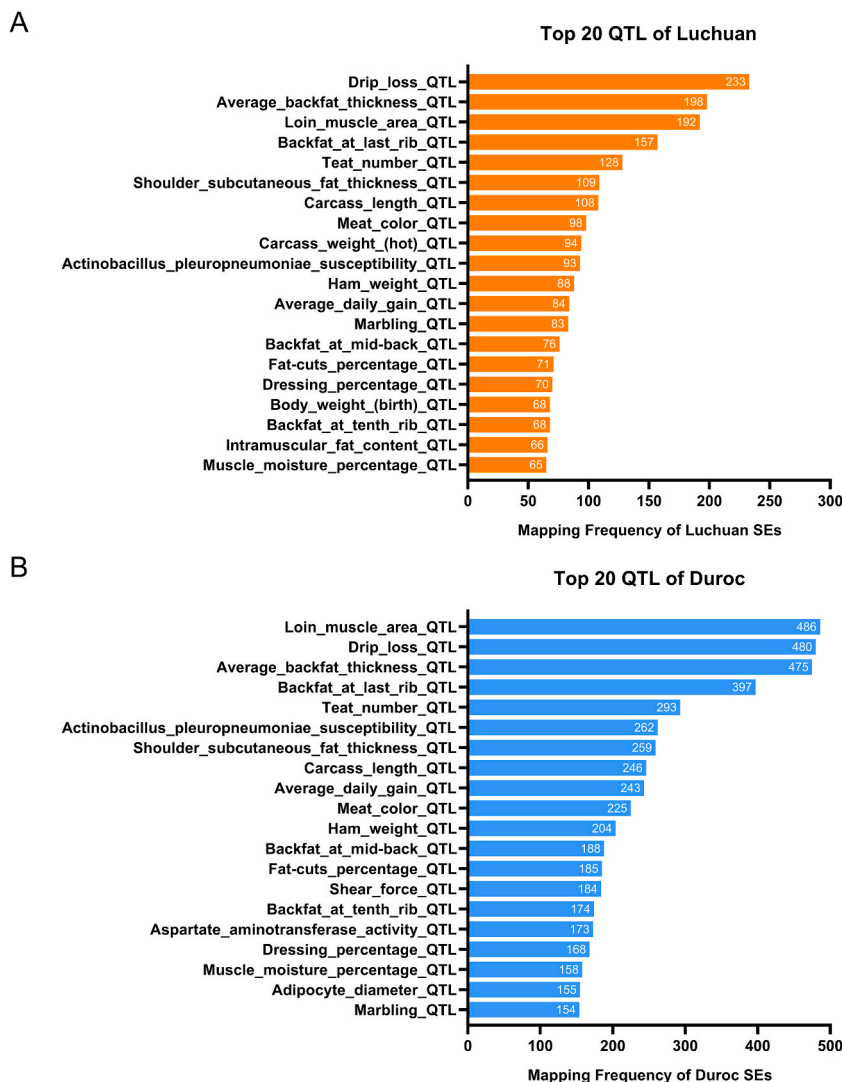 A
Top 20 QTL of Luchuan
Drip_loss_QTL 233
Average_backfat_thickness_QTL 198
Loin_muscle_area_QTL 192
Backfat_at_last_rib_QTL 157
Teat_number_QTL 128
Shoulder_subcutaneous_fat_thickness_QTL 109
Carcass_length_QTL 108
Meat_color_QTL 98
Carcass_weight_(hot)_QTL 94
Actinobacillus_pleuropneumoniae_susceptibility_QTL 93
Ham_weight_QTL 88
Average_daily_gain_QTL 84
Marbling_QTL 83
Backfat_at_mid-back_QTL 76
Fat-cuts_percentage_QTL 71
Dressing_percentage_QTL 70
Body_weight_(birth)_QTL 68
Backfat_at_tenth_rib_QTL 68
Intramuscular_fat_content_QTL 66
Muscle_moisture_percentage_QTL 65
0 50 100 150 200 250 300
Mapping Frequency of Luchuan SEs
B
Top 20 QTL of Duroc
Loin_muscle_area_QTL 486
Drip_loss_QTL 480
Average_backfat_thickness_QTL 475
Backfat_at_last_rib_QTL 397
Teat_number_QTL 293
Actinobacillus_pleuropneumoniae_susceptibility_QTL 262
Shoulder_subcutaneous_fat_thickness_QTL 259
Carcass_length_QTL 246
Average_daily_gain_QTL 243
Meat_color_QTL 225
Ham_weight_QTL 204
Backfat_at_mid-back_QTL 188
Fat-cuts_percentage_QTL 185
Shear_force_QTL 184
Backfat_at_tenth_rib_QTL 174
Aspartate_aminotransferase_activity_QTL 173
Dressing_percentage_QTL 168
Muscle_moisture_percentage_QTL 158
Adipocyte_diameter_QTL 155
Marbling_QTL 154
0 100 200 300 400 500
Mapping Frequency of Duroc SEs